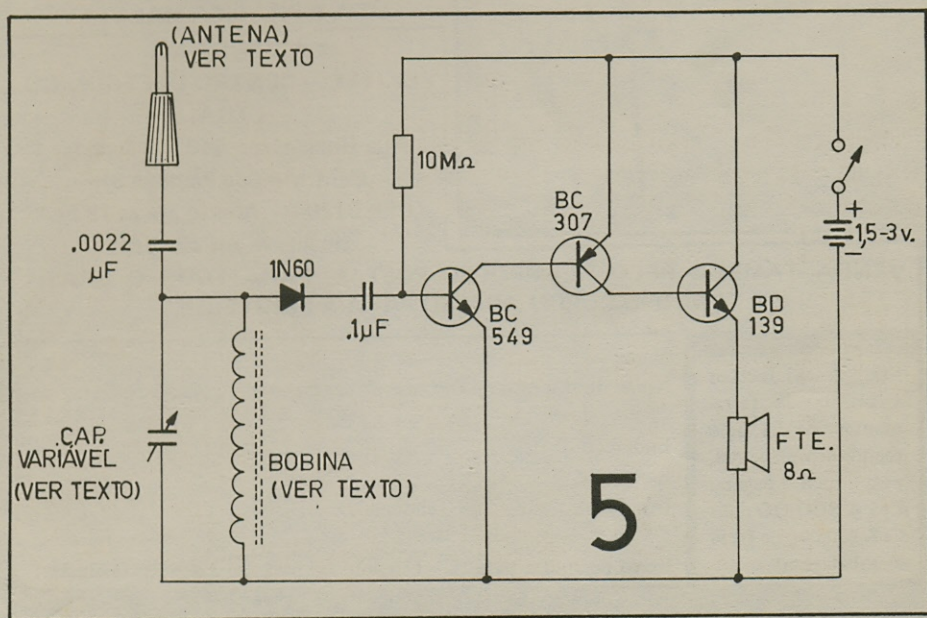 (ANTENA)
VER TEXTO
.0022
µF
1N60
.1µF
10MΩ
BC
307
BC
549
BD
139
+
1,5-3v.
−
CAP.
VARIÁVEL
(VER TEXTO)
BOBINA
(VER TEXTO)
FTE.
8Ω
5